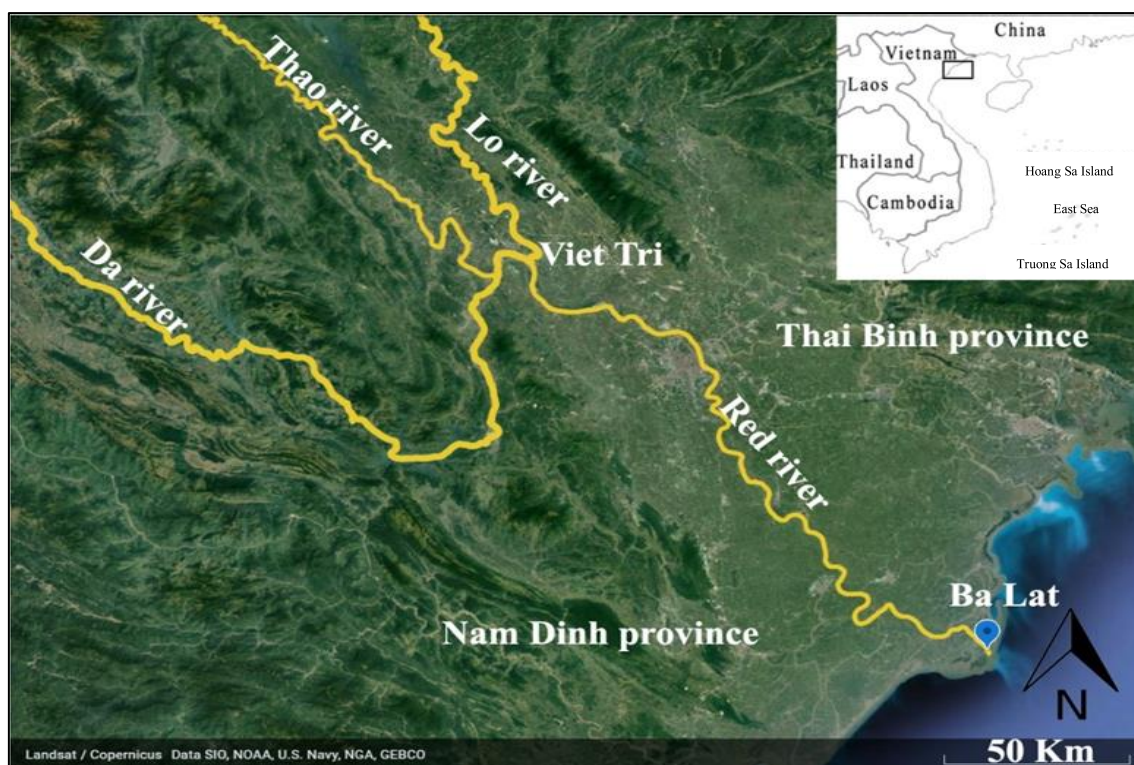 China
Vietnam
Laos
Thailand
Cambodia
Hoang Sa Island
East Sea
Truong Sa Island
Thao river
Lo river
Da river
Viet Tri
Thai Binh province
Red river
Ba Lat
Nam Dinh province
N
50 Km
Landsat / Copernicus Data SIO, NOAA, U.S. Navy, NGA, GEBCO